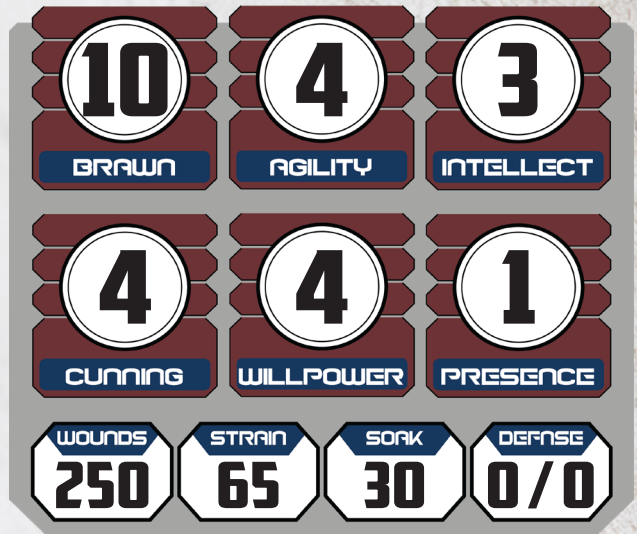 10 4 3
BRAWN AGILITY INTELLECT
4 4 1
CUNNING WILLPOWER PRESENCE
WOUNDS STRAIN SOAK DEFNSE
250 65 30 0/0